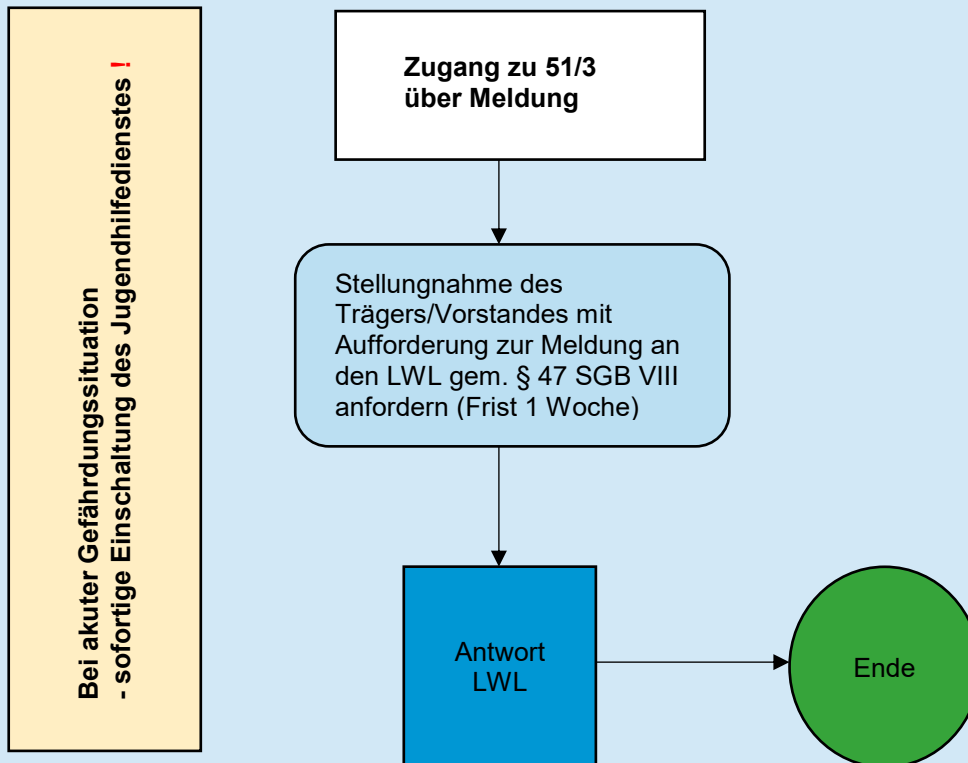 Bei akuter Gefährdungssituation
- sofortige Einschaltung des Jugendhilfedienstes !
Zugang zu 51/3
über Meldung
Stellungnahme des
Trägers/Vorstandes mit
Aufforderung zur Meldung an
den LWL gem. § 47 SGB VIII
anfordern (Frist 1 Woche)
Antwort
LWL
Ende